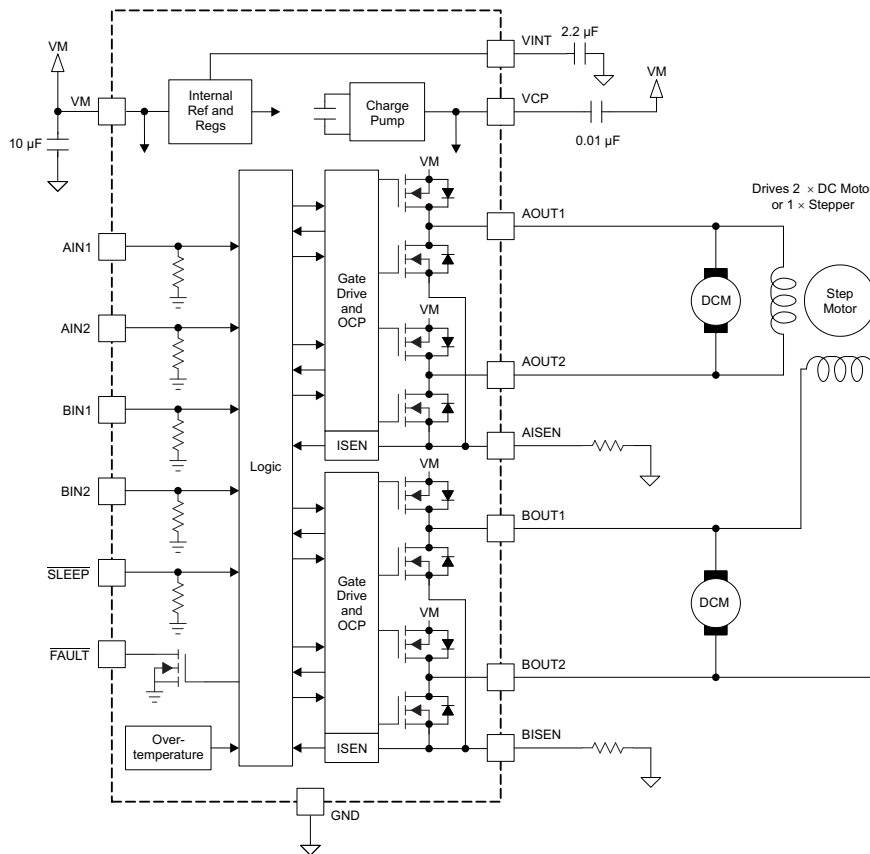 VINT
2.2 µF
VM
VM
Internal
Ref and
Regs
Charge
Pump
VCP
VM
10 µF
0.01 µF
VM
Drives 2 × DC Motor
or 1 × Stepper
AOUT1
AIN1
Gate
Drive
and
OCP
DCM
Step
Motor
VM
AIN2
AOUT2
BIN1
ISEN
AISEN
Logic
VM
BIN2
BOUT1
SLEEP
Gate
Drive
and
OCP
VM
DCM
FAULT
BOUT2
Over-
temperature
ISEN
BISEN
GND